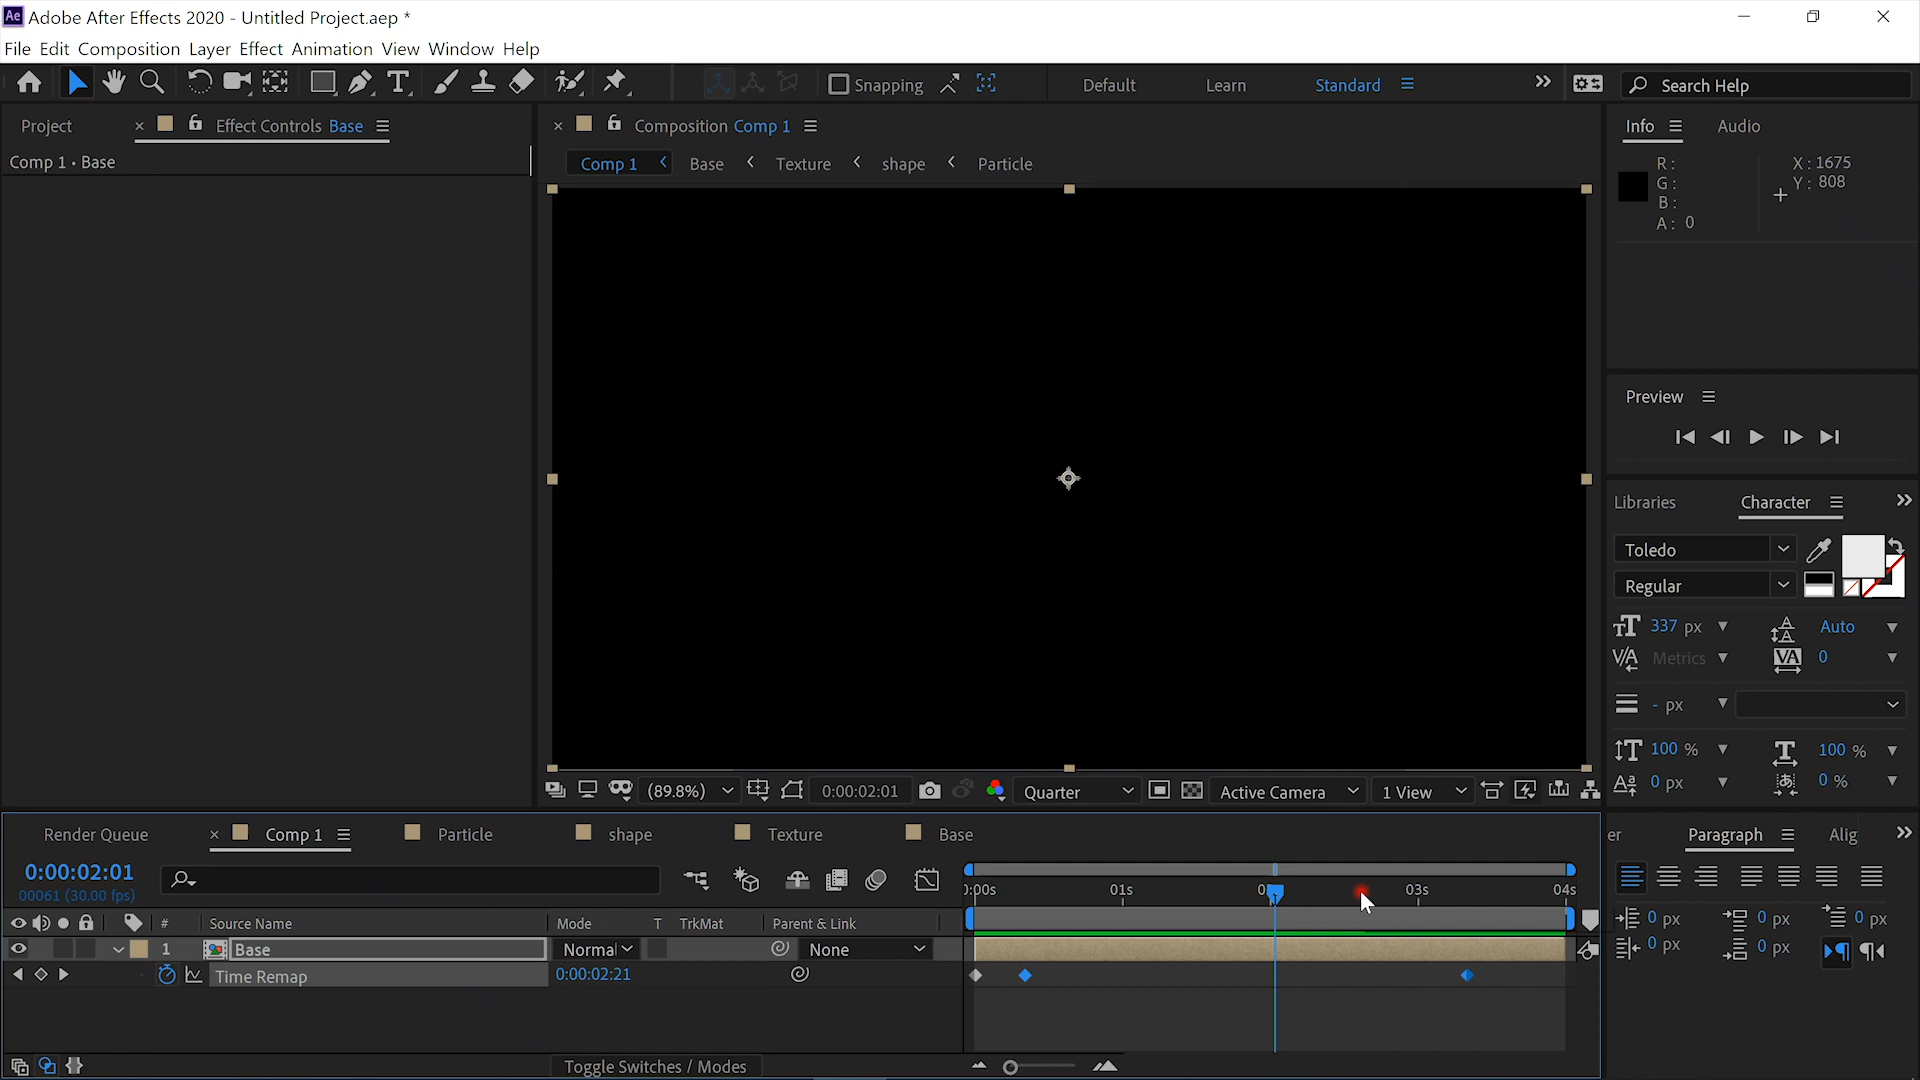 Ae Adobe After Effects 2020 - Untitled Project.aep *
File Edit Composition Layer Effect Animation View Window Help
Snapping Default Learn Standard Search Help
Project Effect Controls Base Composition Comp 1 Info Audio
Comp 1 • Base
Comp 1 Base Texture shape Particle
R: X: 1675
G: Y: 808
B:
A: 0
Preview
Libraries Character
Toledo
Regular
337 px Auto
Metrics 0
- px
100 % 100 %
0 px 0 %
(89.8%) 0:00:02:01 Quarter Active Camera 1 View
Render Queue Comp 1 Particle shape Texture Base
er Paragraph Alig
0:00:02:01
00061 (30.00 fps)
:00s 01s 03s 04s
# Source Name Mode T TrkMat Parent & Link
1 Base Normal None
Time Remap 0:00:02:21
0 px 0 px 0 px
0 px 0 px
Toggle Switches / Modes